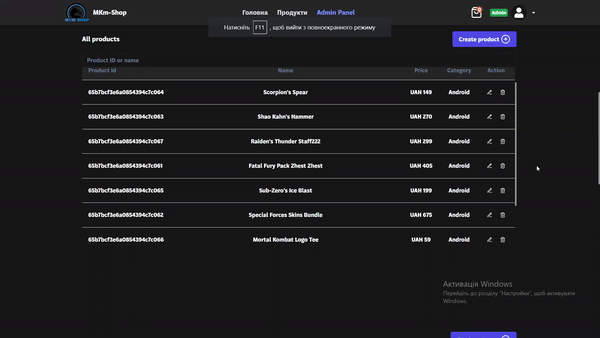 MKm-Shop
Головна
Продукти
Admin Panel
Admin
Натисніть F11 , щоб вийти з повноекранного режиму
All products
Create product
Product ID or name
Product Id Name Price Category Action
65b7bcf3e6a0854394c7c064 Scorpion's Spear UAH 149 Android
65b7bcf3e6a0854394c7c063 Shao Kahn's Hammer UAH 270 Android
65b7bcf3e6a0854394c7c067 Raiden's Thunder Staff222 UAH 299 Android
65b7bcf3e6a0854394c7c061 Fatal Fury Pack Zhest Zhest UAH 405 Android
65b7bcf3e6a0854394c7c065 Sub-Zero's Ice Blast UAH 199 Android
65b7bcf3e6a0854394c7c062 Special Forces Skins Bundle UAH 675 Android
65b7bcf3e6a0854394c7c066 Mortal Kombat Logo Tee UAH 59 Android
Активація Windows
Перейдіть до розділу "Настройки", щоб активувати
Windows.